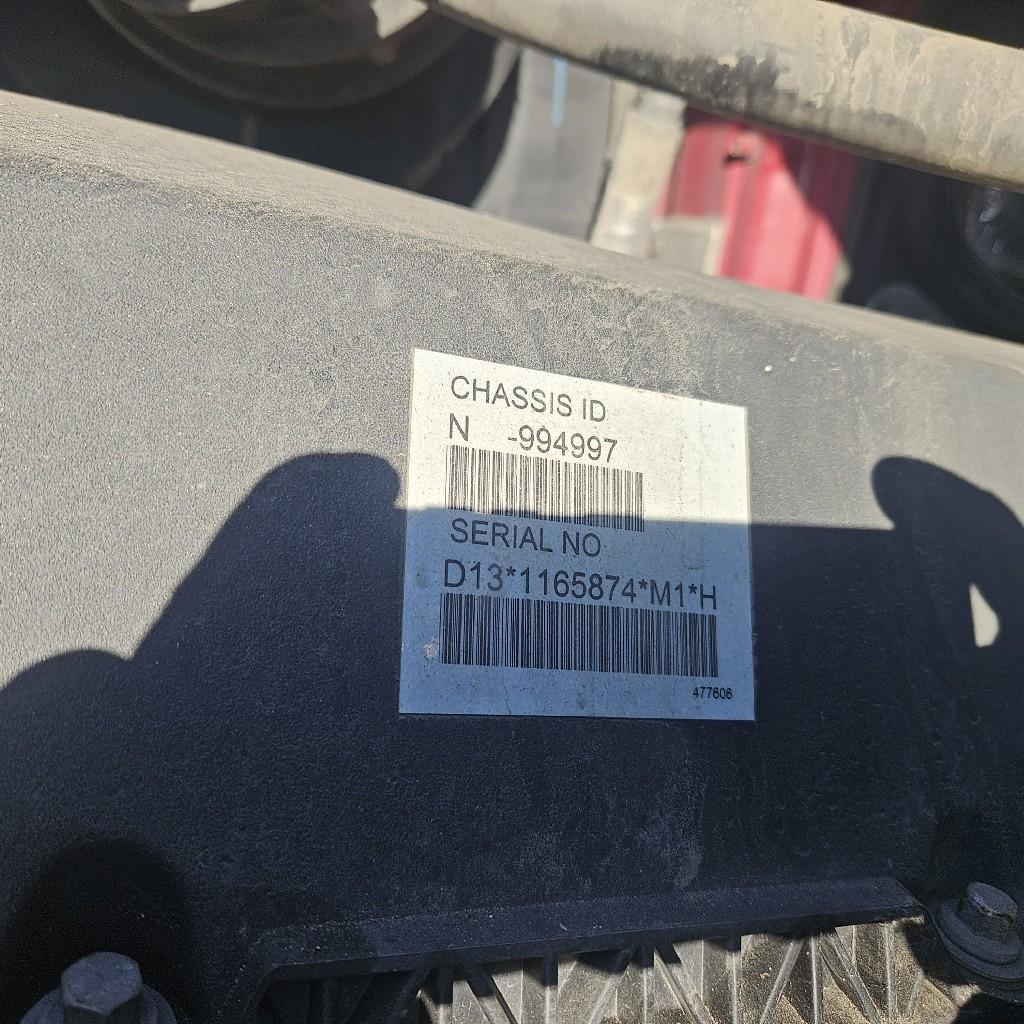 CHASSIS ID
N -994997
SERIAL NO
D13*1165874*M1*H
477606